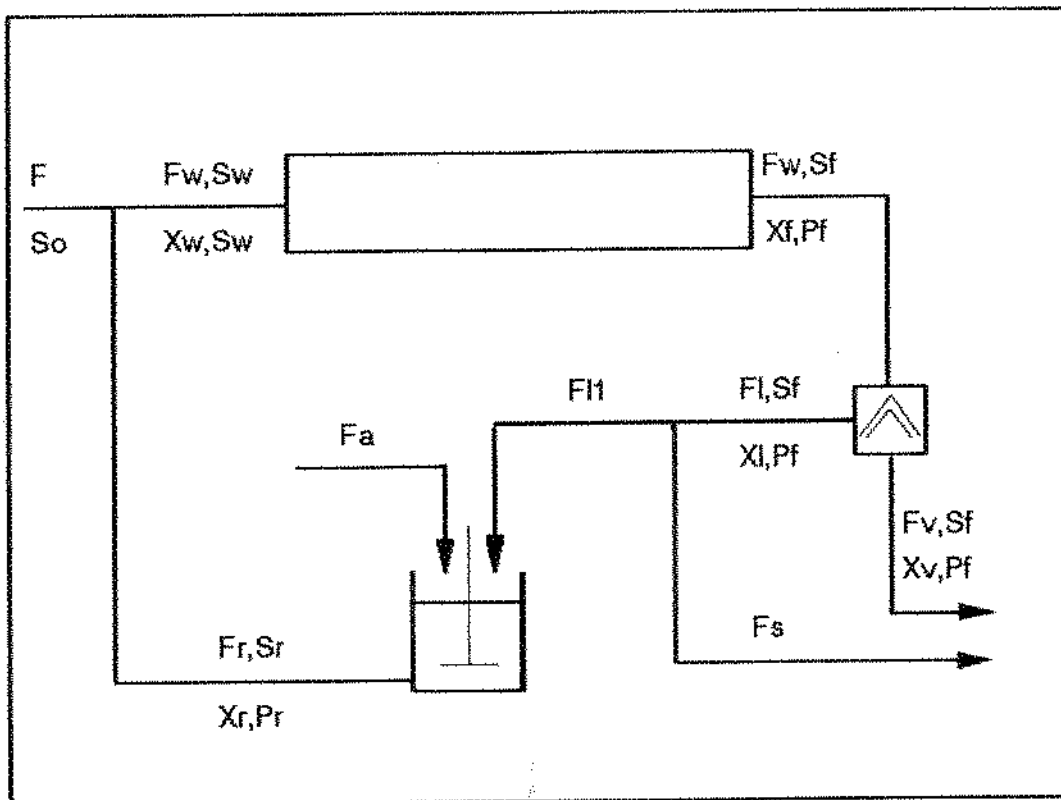 F
So
Fw,Sw
Xw,Sw
Fw,Sf
Xf,Pf
Fl1
Fl,Sf
Xl,Pf
Fa
Fv,Sf
Xv,Pf
Fs
Fr,Sr
Xr,Pr